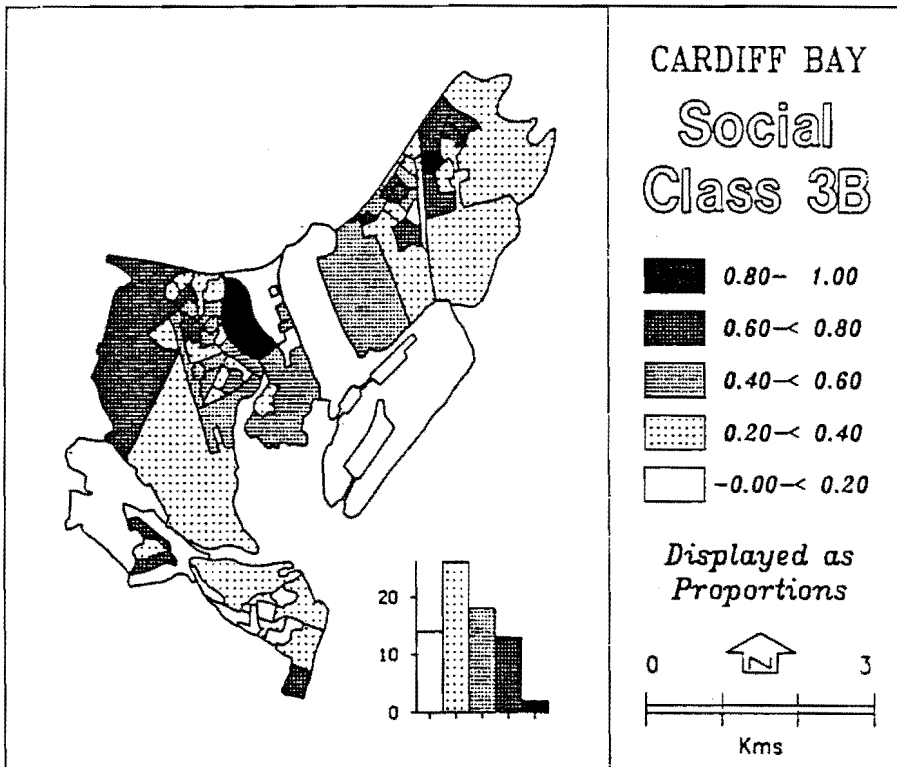 CARDIFF BAY
Social
Class 3B
0.80– 1.00
0.60–< 0.80
0.40–< 0.60
0.20–< 0.40
-0.00–< 0.20
Displayed as
Proportions
0 N 3
Kms
20
10
0